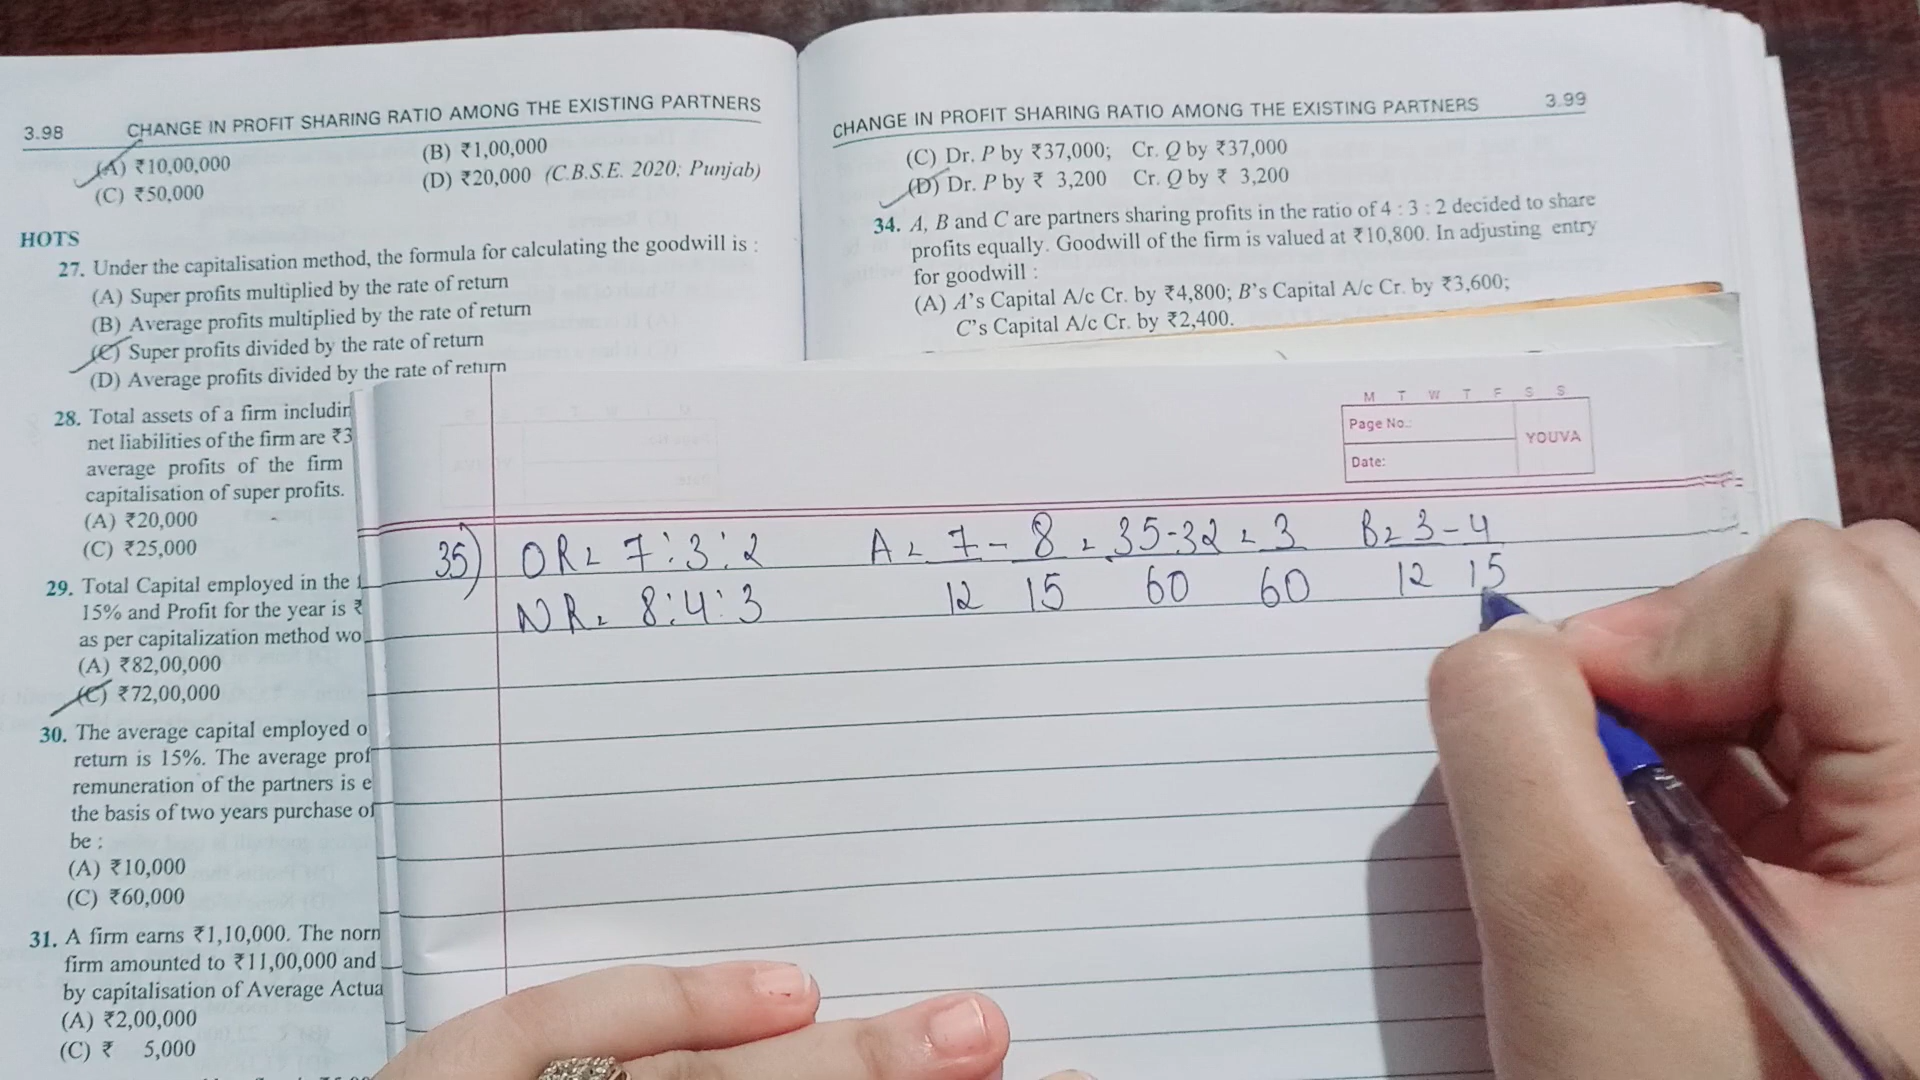 3.98 CHANGE IN PROFIT SHARING RATIO AMONG THE EXISTING PARTNERS
(A) ₹10,00,000 (B) ₹1,00,000
(C) ₹50,000 (D) ₹20,000 (C.B.S.E. 2020; Punjab)
HOTS
27. Under the capitalisation method, the formula for calculating the goodwill is :
(A) Super profits multiplied by the rate of return
(B) Average profits multiplied by the rate of return
(C) Super profits divided by the rate of return
(D) Average profits divided by the rate of return
28. Total assets of a firm includin
net liabilities of the firm are ₹3
average profits of the firm
capitalisation of super profits.
(A) ₹20,000
(C) ₹25,000
29. Total Capital employed in the
15% and Profit for the year is ₹
as per capitalization method wo
(A) ₹82,00,000
(C) ₹72,00,000
30. The average capital employed o
return is 15%. The average prof
remuneration of the partners is e
the basis of two years purchase of
be :
(A) ₹10,000
(C) ₹60,000
31. A firm earns ₹1,10,000. The norn
firm amounted to ₹11,00,000 and
by capitalisation of Average Actua
(A) ₹2,00,000
(C) ₹ 5,000
CHANGE IN PROFIT SHARING RATIO AMONG THE EXISTING PARTNERS 3.99
(C) Dr. P by ₹37,000; Cr. Q by ₹37,000
(D) Dr. P by ₹ 3,200 Cr. Q by ₹ 3,200
34. A, B and C are partners sharing profits in the ratio of 4 : 3 : 2 decided to share
profits equally. Goodwill of the firm is valued at ₹10,800. In adjusting entry
for goodwill :
(A) A's Capital A/c Cr. by ₹4,800; B's Capital A/c Cr. by ₹3,600;
C's Capital A/c Cr. by ₹2,400.
M T W T F S S
Page No.:
YOUVA
Date:
35) OR = 7:3:2 A = 7 - 8 = 35-32 = 3 B = 3 - 4
NR = 8:4:3 12 15 60 60 12 15